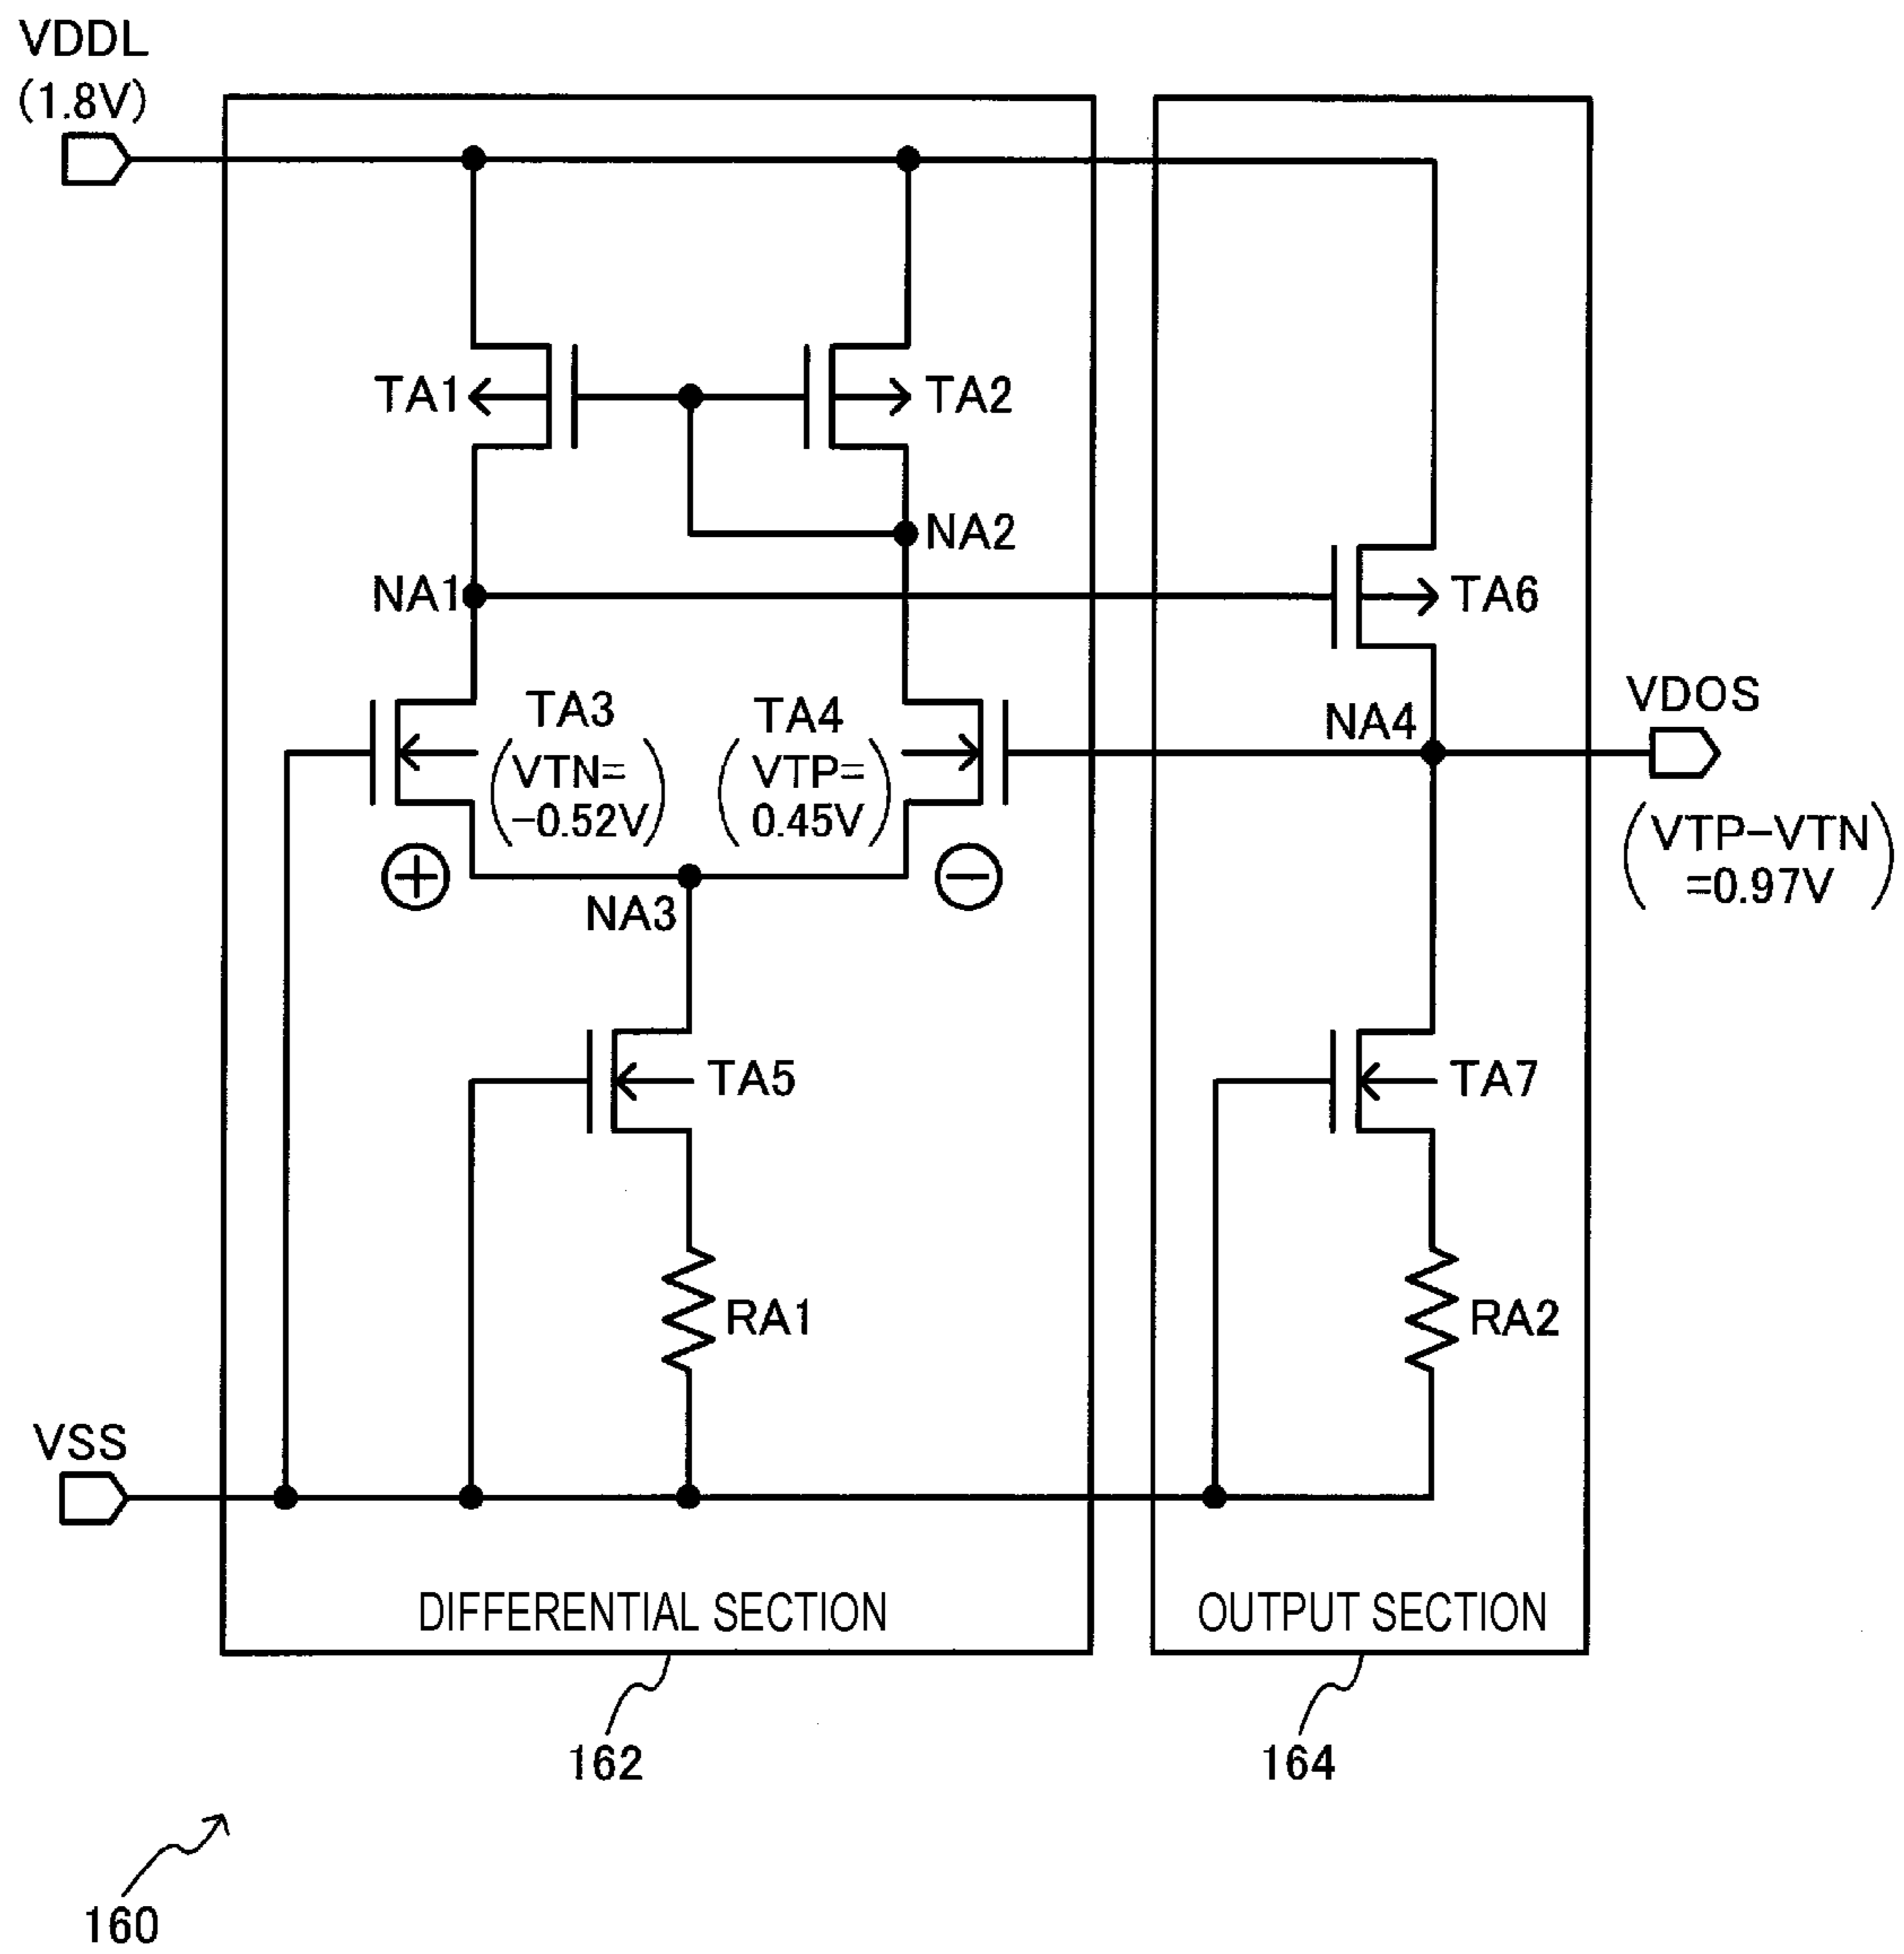 VDDL
(1.8V)
TA1
TA2
NA2
NA1
TA6
TA3
(VTN=
-0.52V)
TA4
(VTP=
0.45V)
NA4
VDOS
(VTP-VTN
=0.97V)
+
-
NA3
TA5
TA7
RA1
RA2
VSS
DIFFERENTIAL SECTION
OUTPUT SECTION
162
164
160